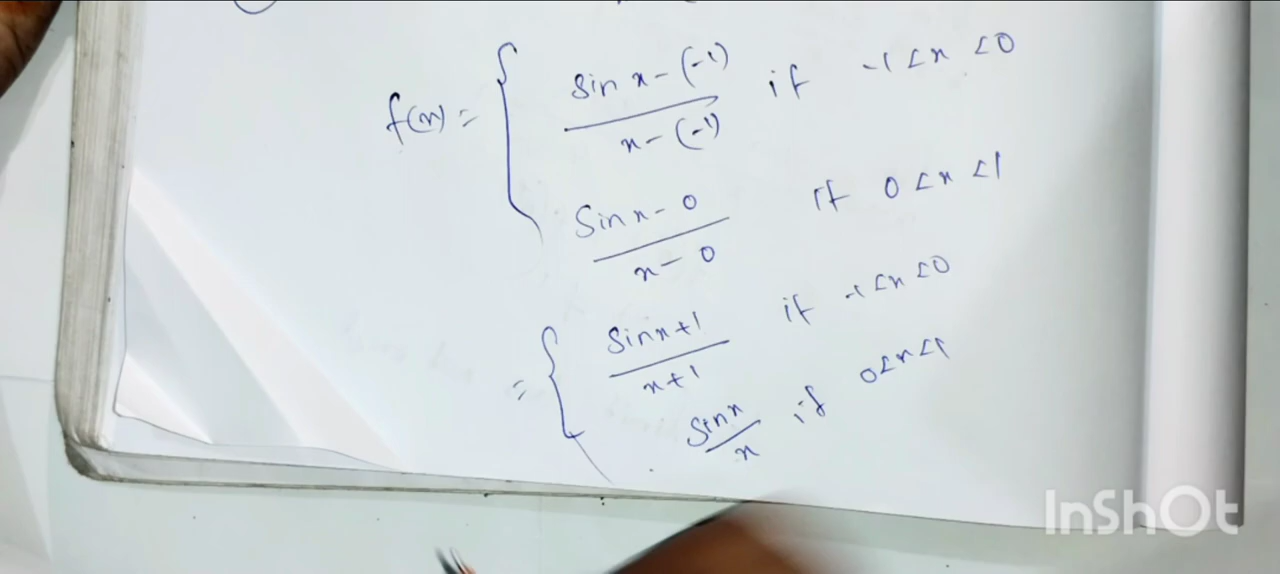 f(x) = { sin x - (-1) / x - (-1) if -1 < x < 0
sin x - 0 / x - 0 if 0 < x < 1
= { sin x + 1 / x + 1 if -1 < x < 0
sin x / x if 0 < x < 1
InShOt